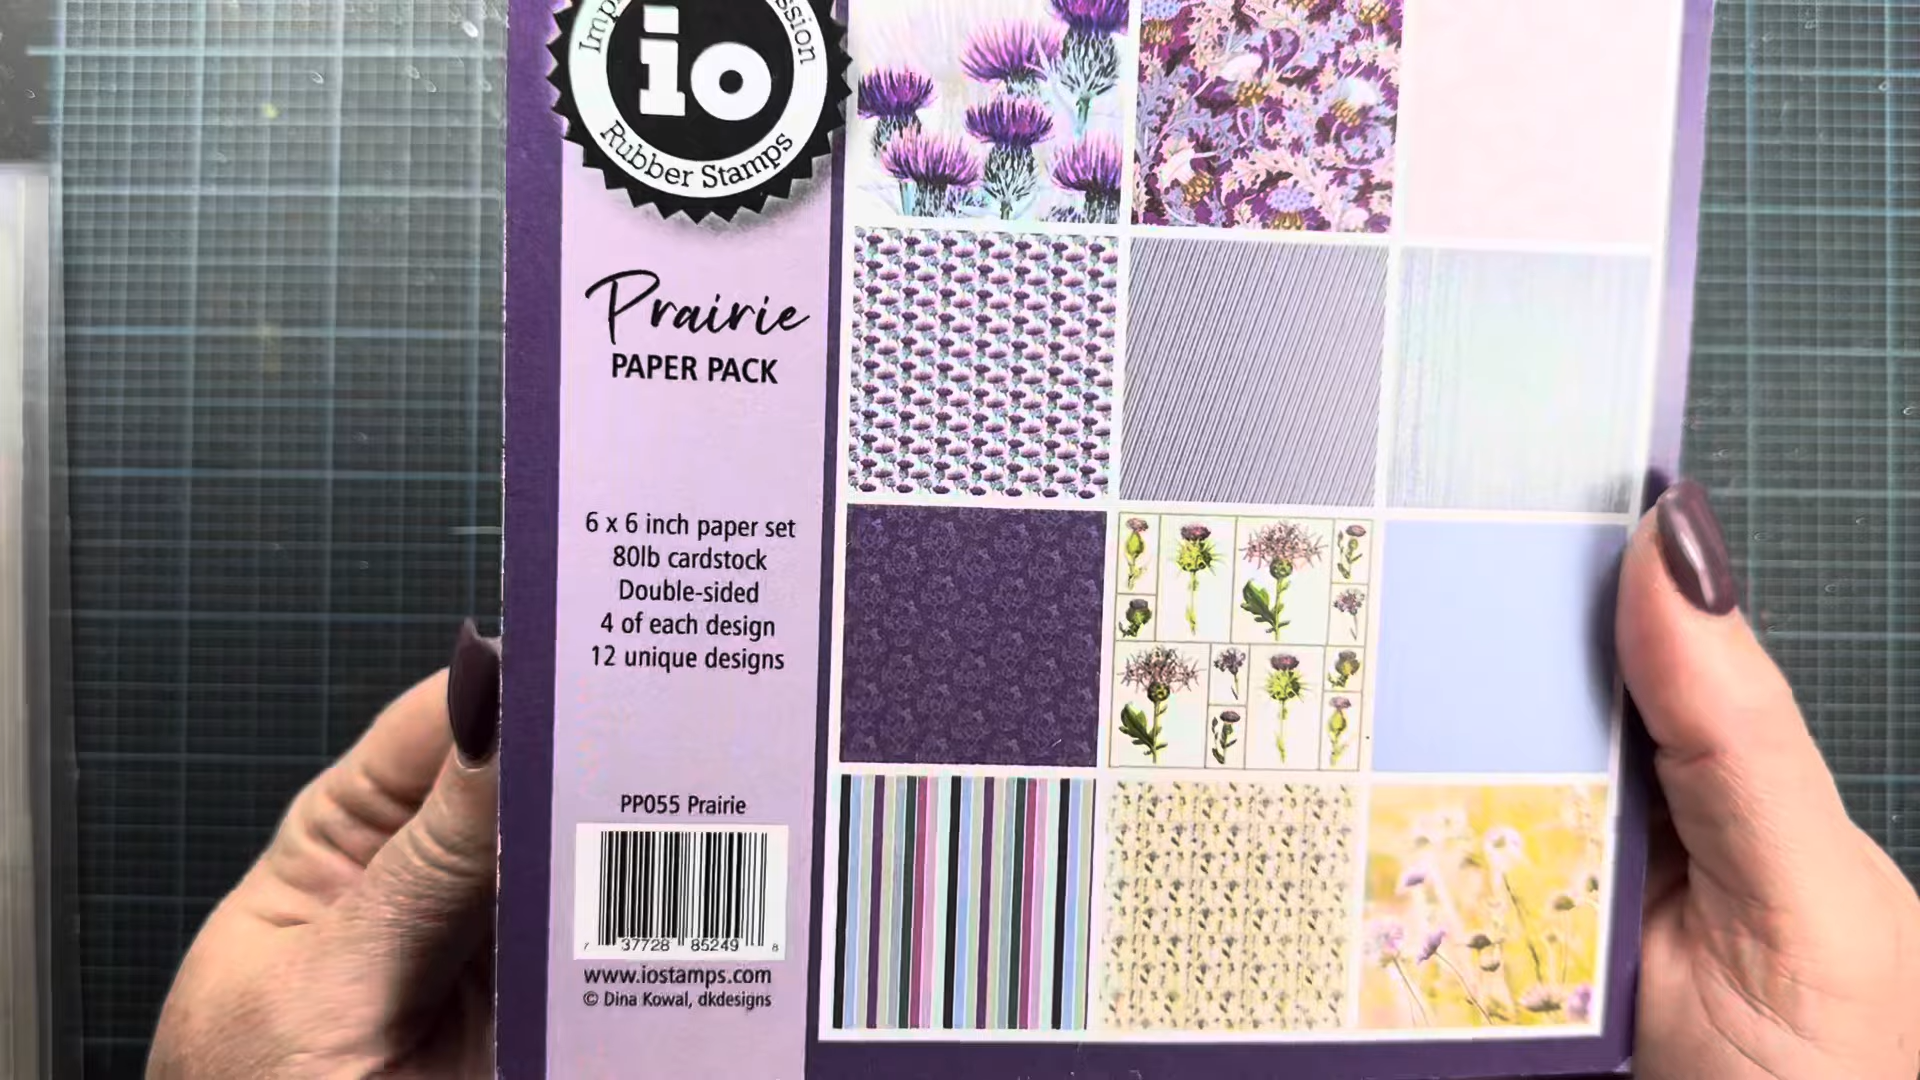 io
Rubber Stamps
Prairie
PAPER PACK
6 x 6 inch paper set
80lb cardstock
Double-sided
4 of each design
12 unique designs
PP055 Prairie
7 37728 85249 8
www.iostamps.com
© Dina Kowal, dkdesigns